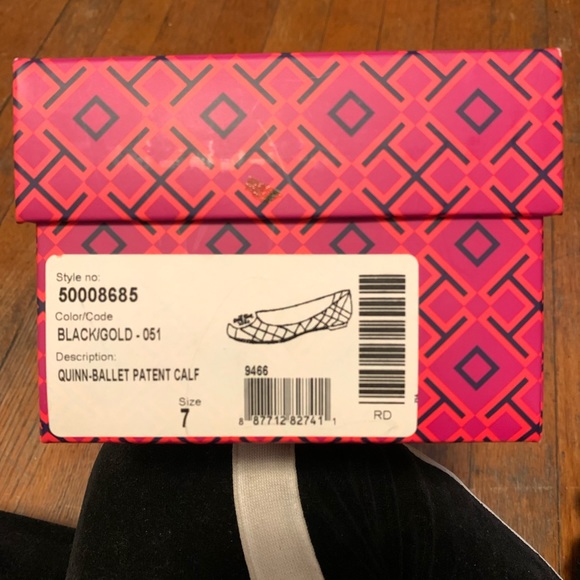 Style no:
50008685
Color/Code
BLACK/GOLD - 051
Description:
QUINN-BALLET PATENT CALF
Size
7
9466
8 87712 82741 1
RD